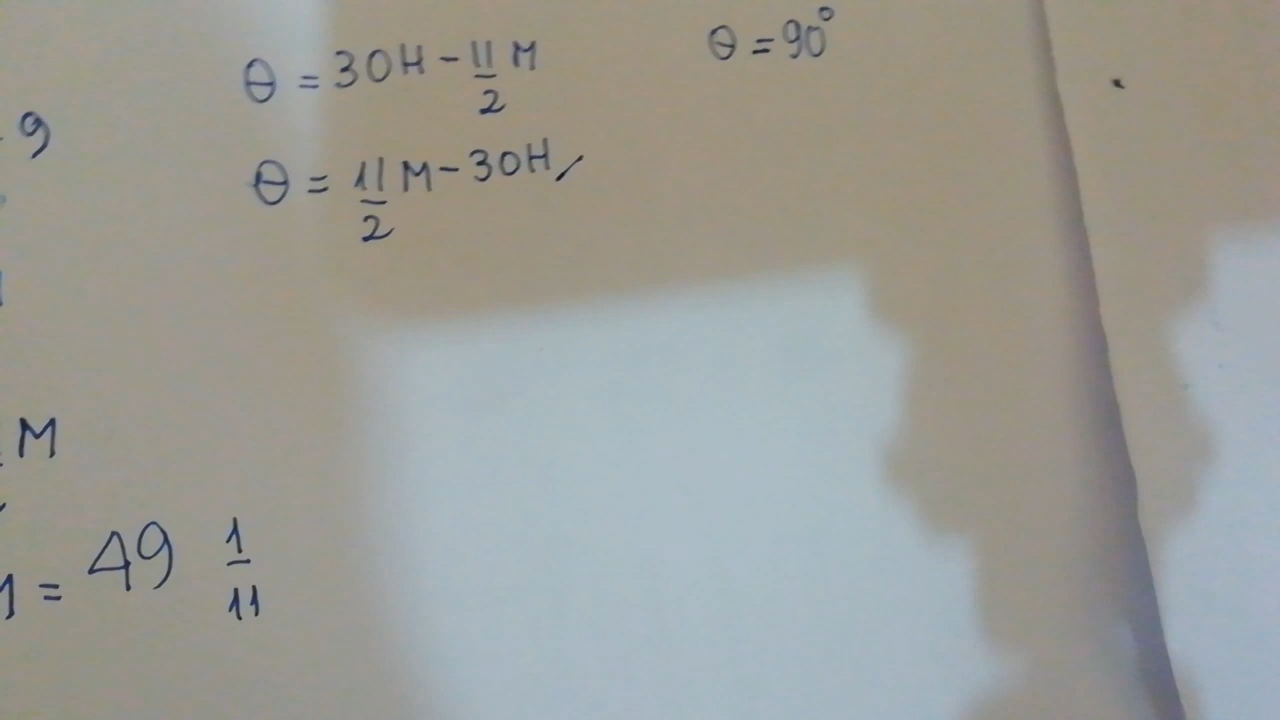 θ = 30H - 11/2 M
θ = 90°
9
θ = 11/2 M - 30H
M
= 49 1/11